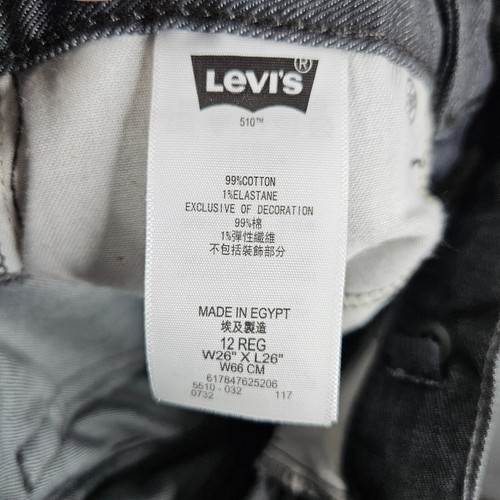 Levi's®
510™
99%COTTON
1%ELASTANE
EXCLUSIVE OF DECORATION
99%棉
1%彈性纖維
不包括裝飾部分
MADE IN EGYPT
埃及製造
12 REG
W26" X L26"
W66 CM
617847625206
5510 - 032 117
0732